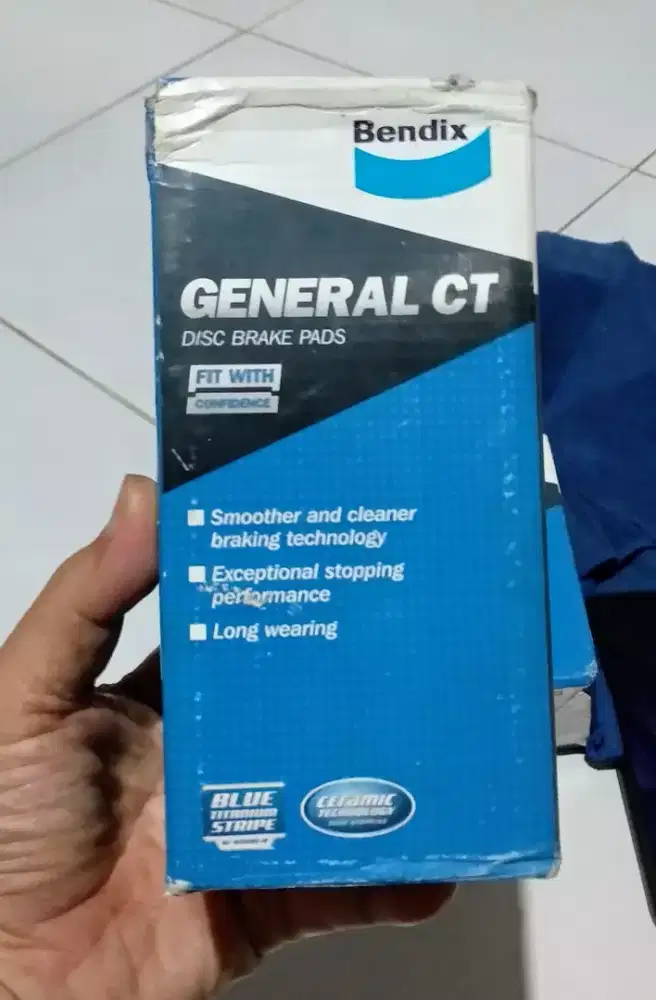 Bendix
GENERAL CT
DISC BRAKE PADS
FIT WITH
CONFIDENCE
Smoother and cleaner
braking technology
Exceptional stopping
performance
Long wearing
BLUE
TITANIUM
STRIPE
CERAMIC
TECHNOLOGY